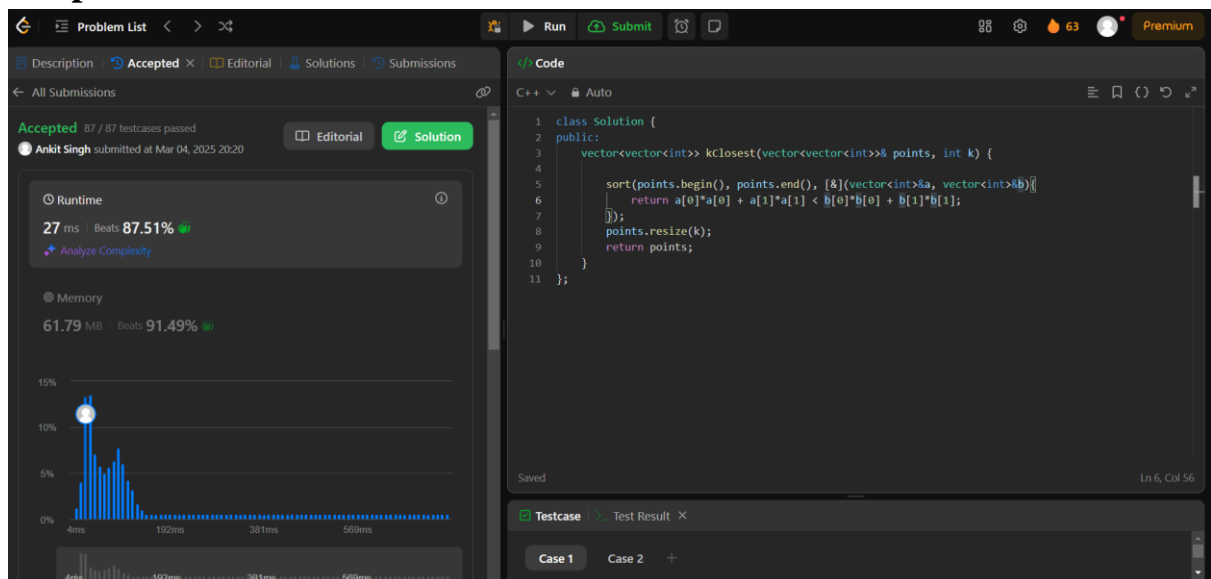 Problem List
Run
Submit
63
Premium
Description
Accepted
Editorial
Solutions
Submissions
All Submissions
Accepted 87 / 87 testcases passed
Ankit Singh submitted at Mar 04, 2025 20:20
Editorial
Solution
Runtime
27 ms Beats 87.51%
Analyze Complexity
Memory
61.79 MB Beats 91.49%
15%
10%
5%
0%
4ms 192ms 381ms 569ms
4ms 192ms 381ms 569ms
</> Code
C++ Auto
1 class Solution {
2 public:
3 vector<vector<int>> kClosest(vector<vector<int>>& points, int k) {
4
5 sort(points.begin(), points.end(), [&](vector<int>&a, vector<int>&b){
6 return a[0]*a[0] + a[1]*a[1] < b[0]*b[0] + b[1]*b[1];
7 });
8 points.resize(k);
9 return points;
10 }
11 };
Saved
Ln 6, Col 56
Testcase
>_ Test Result
Case 1 Case 2 +